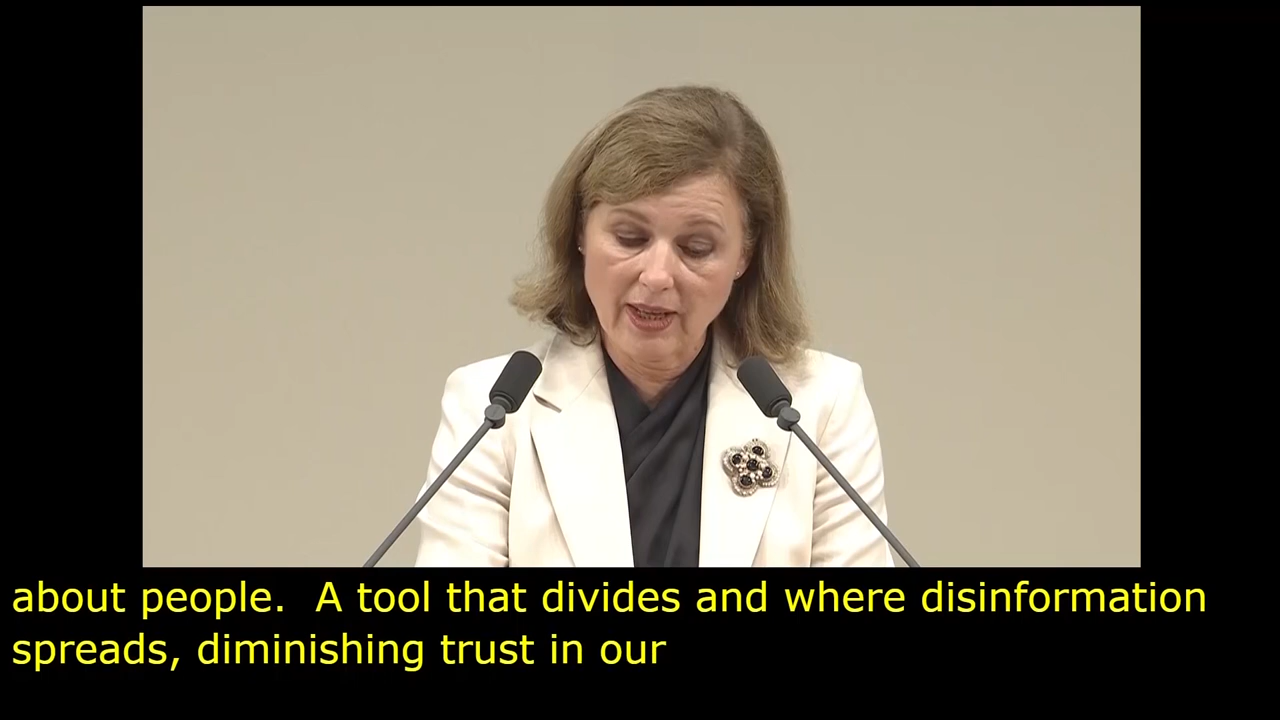 about people.  A tool that divides and where disinformation
spreads, diminishing trust in our